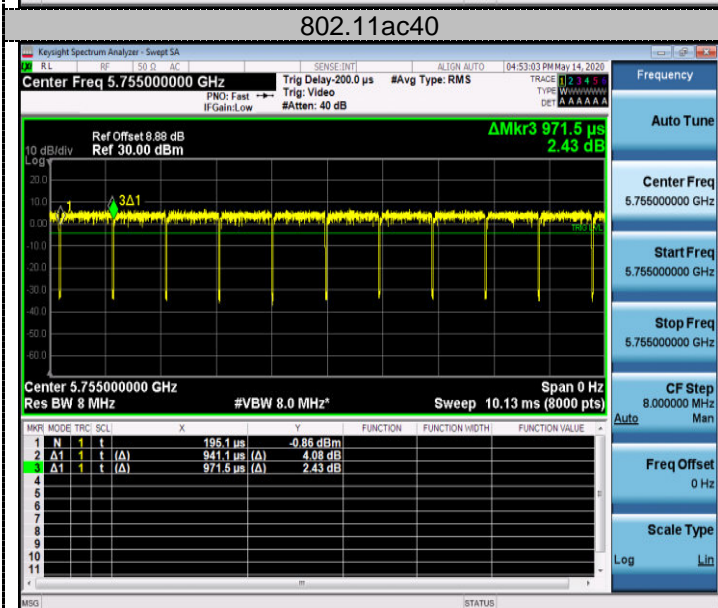 802.11ac40
Keysight Spectrum Analyzer - Swept SA
RL RF 50 Ω AC SENSE:INT ALIGN AUTO 04:53:03 PM May 14, 2020
Center Freq 5.755000000 GHz Trig Delay-200.0 µs #Avg Type: RMS TRACE 1 2 3 4 5 6
PNO: Fast Trig: Video TYPE W
IFGain:Low #Atten: 40 dB DET A A A A A A
Frequency
Auto Tune
Center Freq
5.755000000 GHz
Start Freq
5.755000000 GHz
Stop Freq
5.755000000 GHz
CF Step
8.000000 MHz
Auto Man
Freq Offset
0 Hz
Scale Type
Log Lin
ΔMkr3 971.5 µs
2.43 dB
Ref Offset 8.88 dB
10 dB/div Ref 30.00 dBm
Log
20.0
10.0
0.00
-10.0
-20.0
-30.0
-40.0
-50.0
-60.0
1
3Δ1
TRIG LVL
Center 5.755000000 GHz Span 0 Hz
Res BW 8 MHz #VBW 8.0 MHz* Sweep 10.13 ms (8000 pts)
MKR MODE TRC SCL X Y FUNCTION FUNCTION WIDTH FUNCTION VALUE
1 N 1 t 195.1 µs -0.86 dBm
2 Δ1 1 t (Δ) 941.1 µs (Δ) 4.08 dB
3 Δ1 1 t (Δ) 971.5 µs (Δ) 2.43 dB
4
5
6
7
8
9
10
11
MSG STATUS